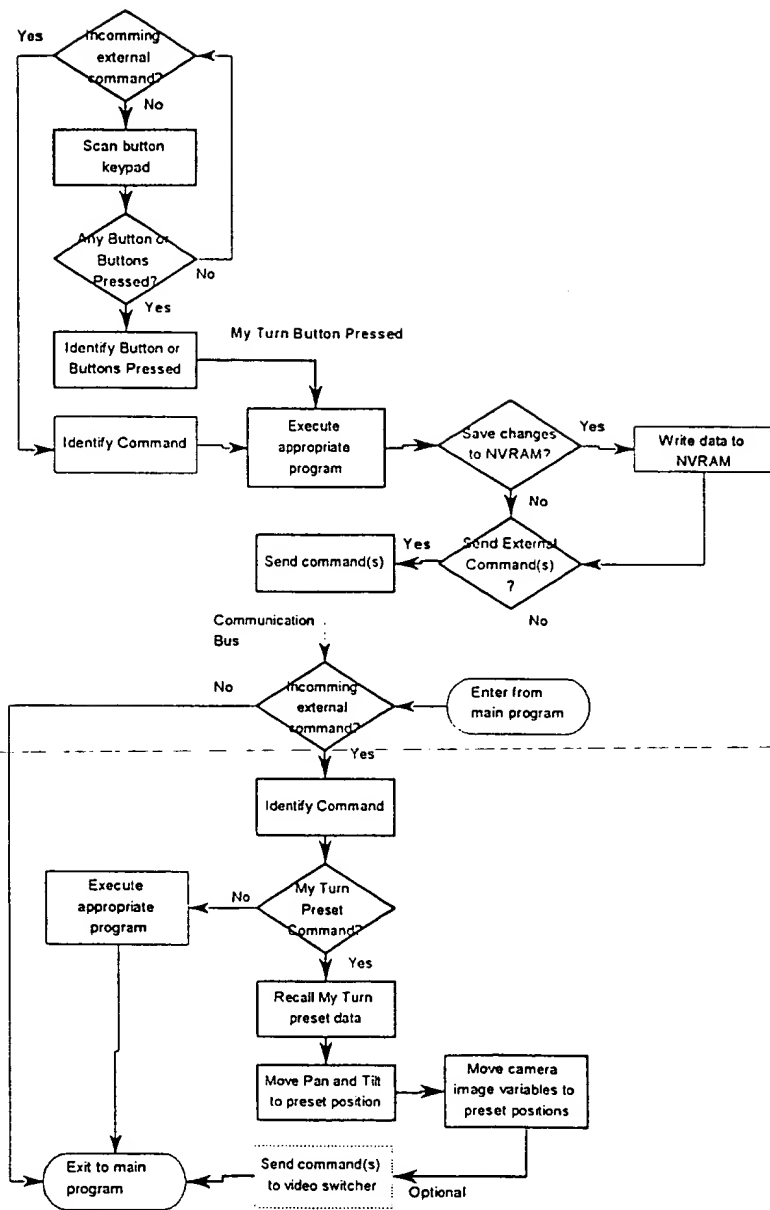 Yes
Incomming
external
command?
No
Scan button
keypad
Any Button or
Buttons
Pressed?
No
Yes
My Turn Button Pressed
Identify Button or
Buttons Pressed
Identify Command
Execute
appropriate
program
Save changes
to NVRAM?
Yes
Write data to
NVRAM
No
Send command(s)
Yes
Send External
Command(s)
?
No
Communication
Bus
No
Incomming
external
command?
Enter from
main program
Yes
Identify Command
Execute
appropriate
program
No
My Turn
Preset
Command?
Yes
Recall My Turn
preset data
Move Pan and Tilt
to preset position
Move camera
image variables to
preset positions
Exit to main
program
Send command(s)
to video switcher
Optional